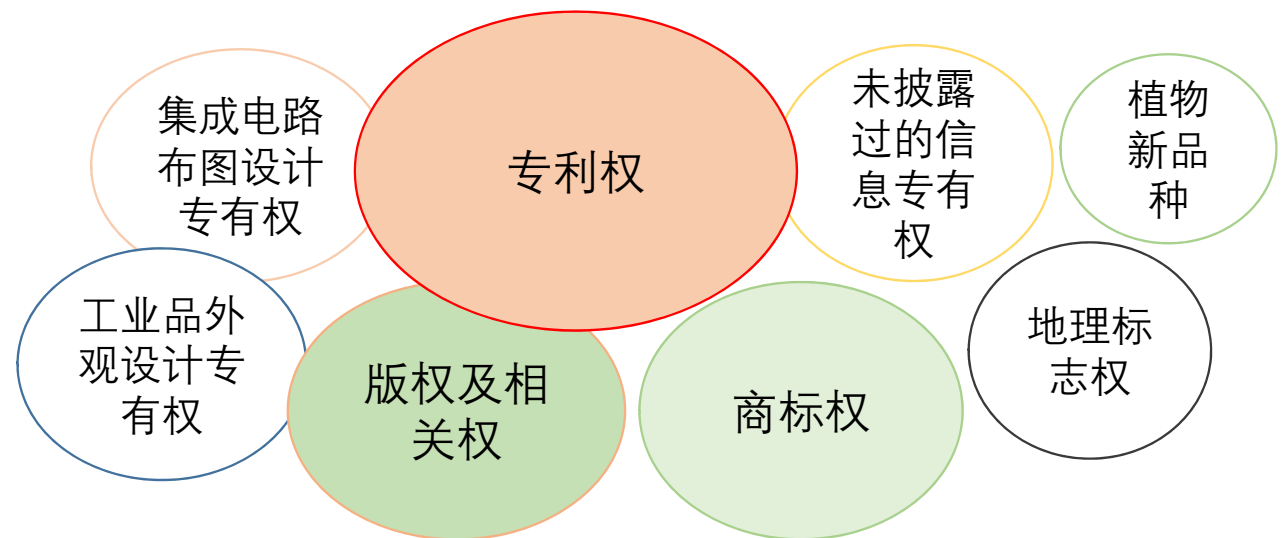 集成电路
布图设计
专有权
专利权
未披露
过的信
息专有
权
植物
新品
种
工业品外
观设计专
有权
版权及相
关权
商标权
地理标
志权